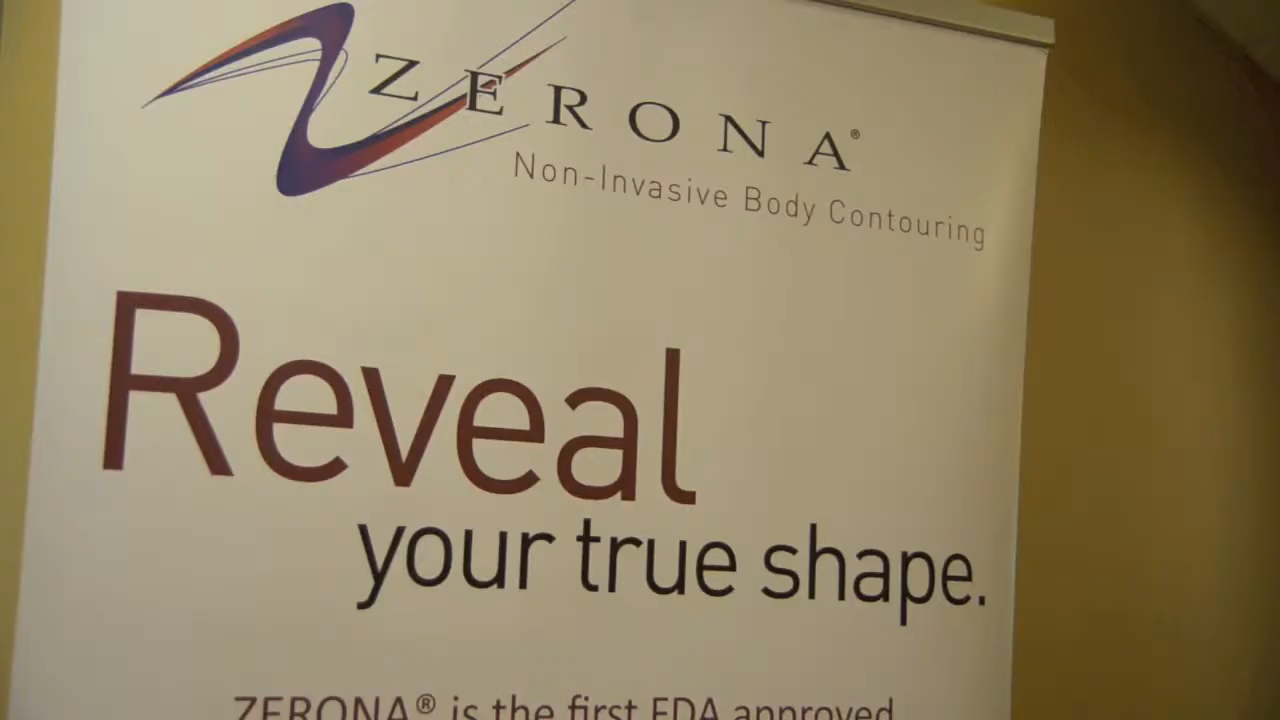 ZERONA®
Non-Invasive Body Contouring
Reveal
your true shape.
ZERONA® is the first FDA approved